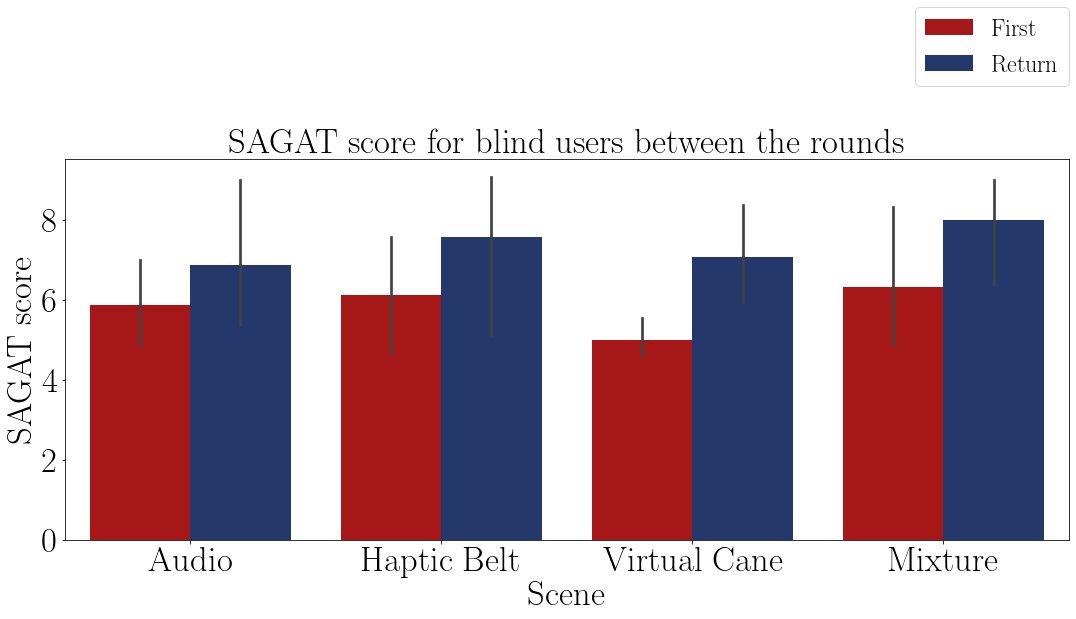 First
Return
SAGAT score for blind users between the rounds
SAGAT score
8
6
4
2
0
Audio
Haptic Belt
Virtual Cane
Mixture
Scene